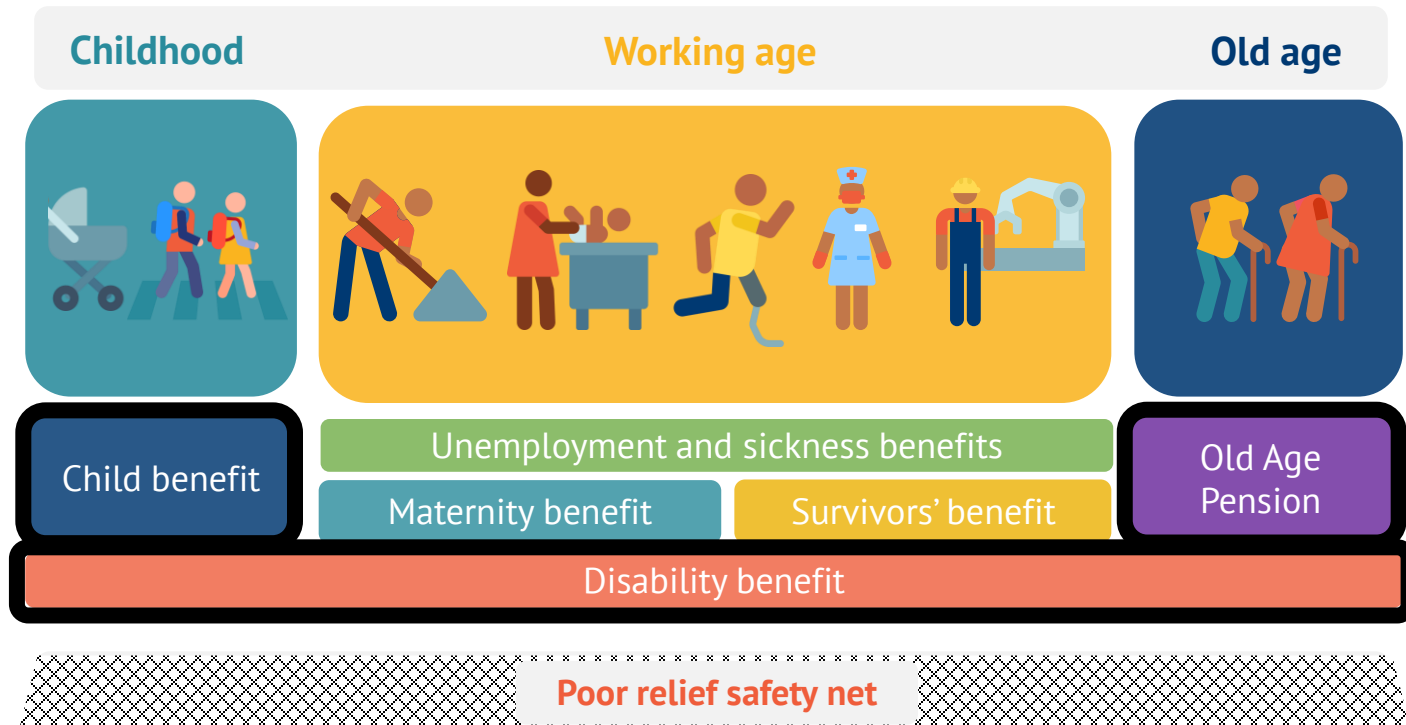 Childhood
Working age
Old age
Child benefit
Unemployment and sickness benefits
Maternity benefit
Survivors’ benefit
Old Age
Pension
Disability benefit
Poor relief safety net